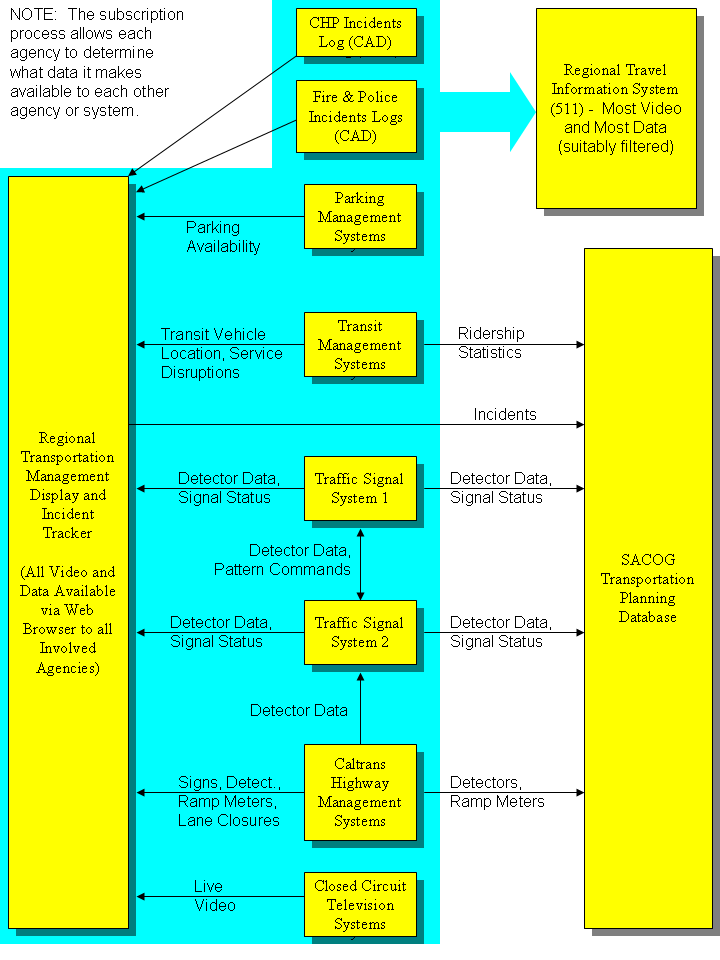 NOTE:  The subscription
process allows each
agency to determine
what data it makes
available to each other
agency or system.
CHP Incidents
Log (CAD)
Fire & Police
Incidents Logs
(CAD)
Regional Travel
Information System
(511) -  Most Video
and Most Data
(suitably filtered)
Parking
Management
Systems
Parking
Availability
Transit
Management
Systems
Transit Vehicle
Location, Service
Disruptions
Ridership
Statistics
Incidents
Regional
Transportation
Management
Display and
Incident
Tracker
(All Video and
Data Available
via Web
Browser to all
Involved
Agencies)
Detector Data,
Signal Status
Traffic Signal
System 1
Detector Data,
Signal Status
Detector Data,
Pattern Commands
SACOG
Transportation
Planning
Database
Detector Data,
Signal Status
Traffic Signal
System 2
Detector Data,
Signal Status
Detector Data
Signs, Detect.,
Ramp Meters,
Lane Closures
Caltrans
Highway
Management
Systems
Detectors,
Ramp Meters
Live
Video
Closed Circuit
Television
Systems